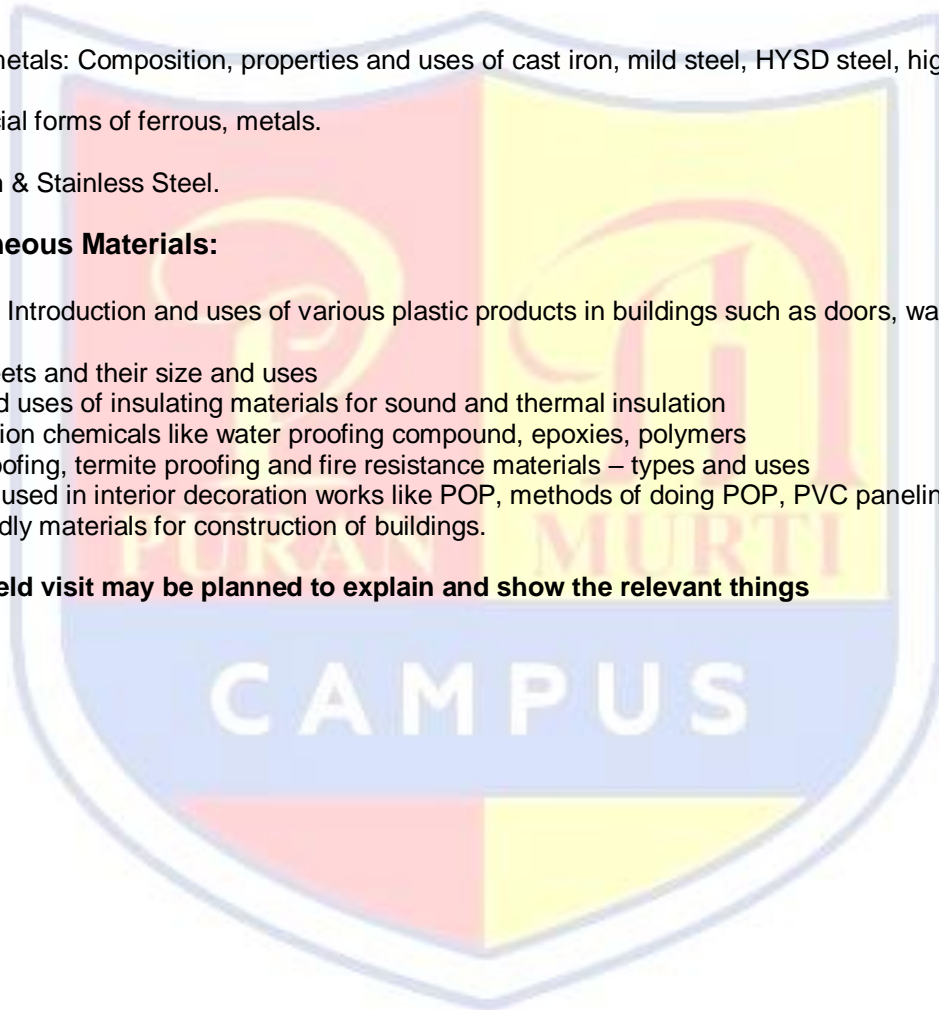 netals: Composition, properties and uses of cast iron, mild steel, HYSD steel, hig
cial forms of ferrous, metals.
n & Stainless Steel.
neous Materials:
Introduction and uses of various plastic products in buildings such as doors, wa
eets and their size and uses
d uses of insulating materials for sound and thermal insulation
ion chemicals like water proofing compound, epoxies, polymers
oofing, termite proofing and fire resistance materials – types and uses
used in interior decoration works like POP, methods of doing POP, PVC panelin
dly materials for construction of buildings.
PURAN MURTI
eld visit may be planned to explain and show the relevant things
CAMPUS